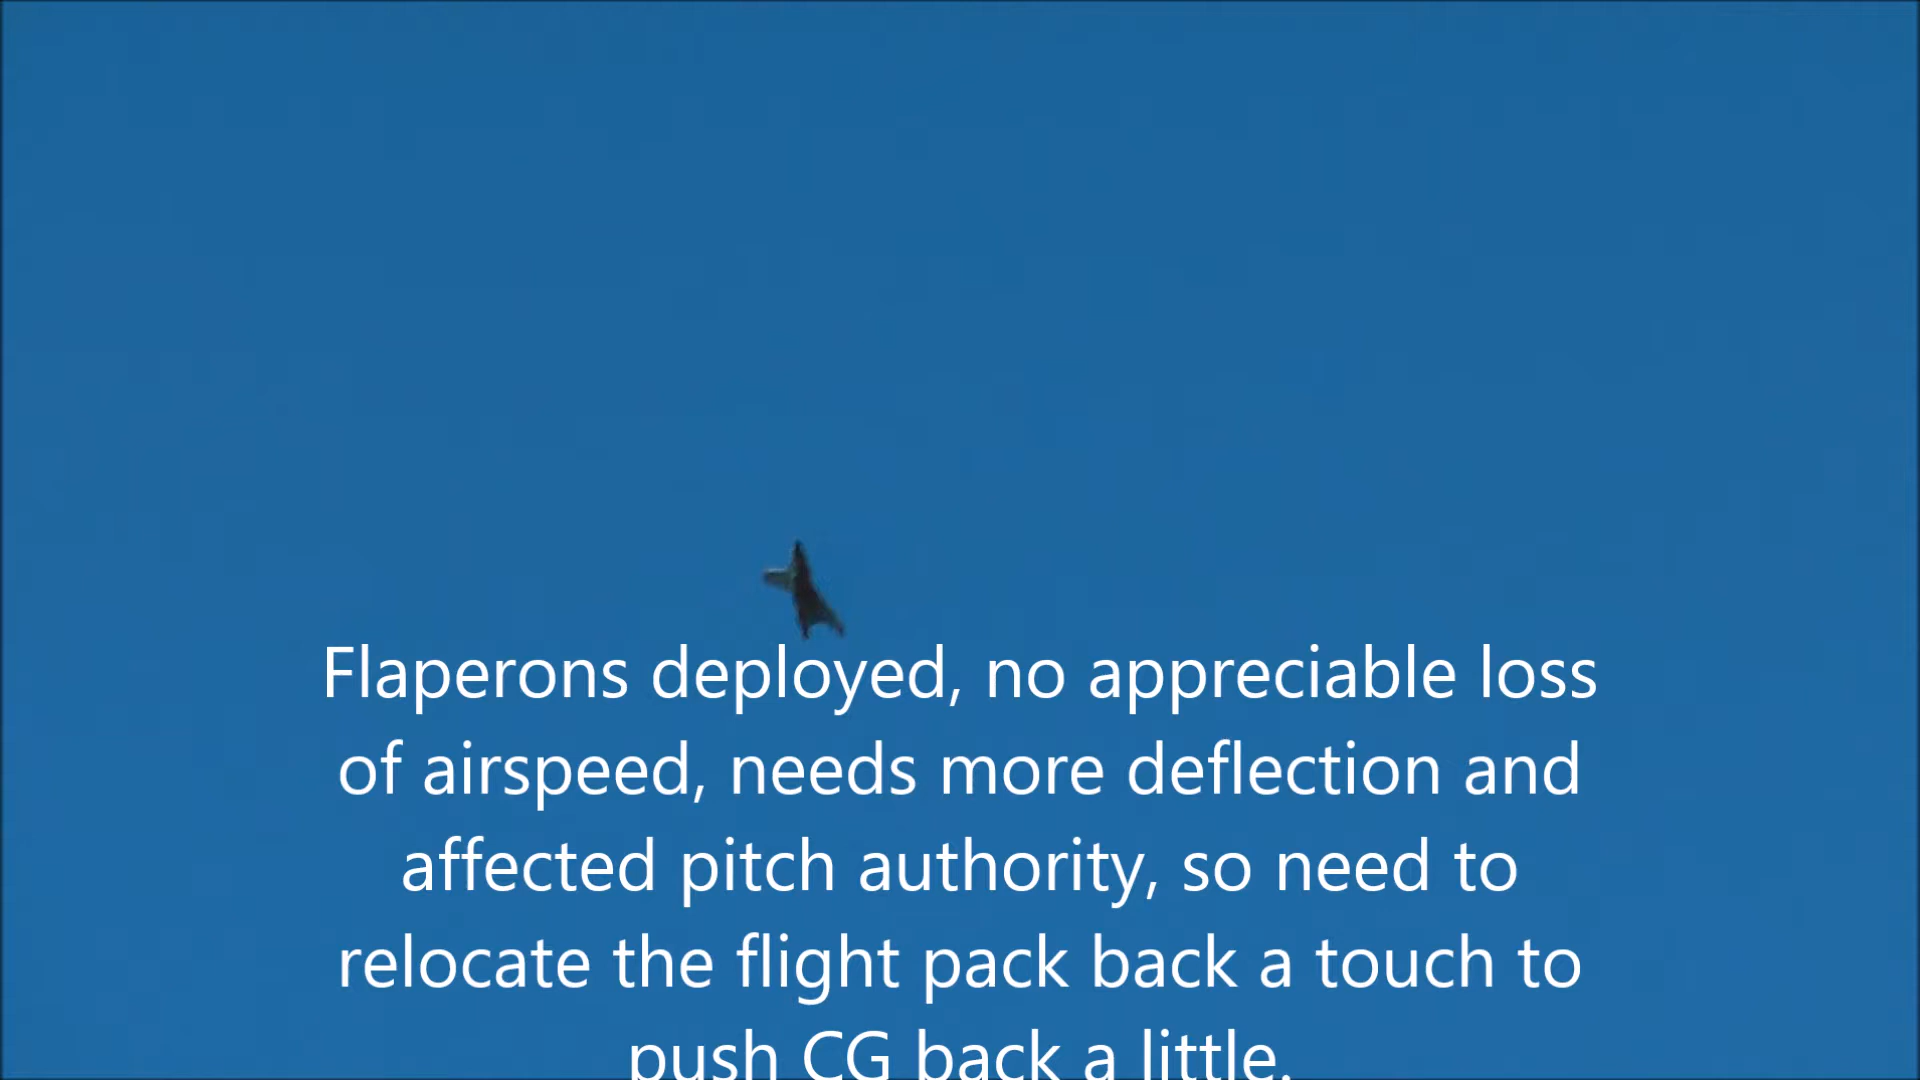 Flaperons deployed, no appreciable loss
of airspeed, needs more deflection and
affected pitch authority, so need to
relocate the flight pack back a touch to
push CG back a little.